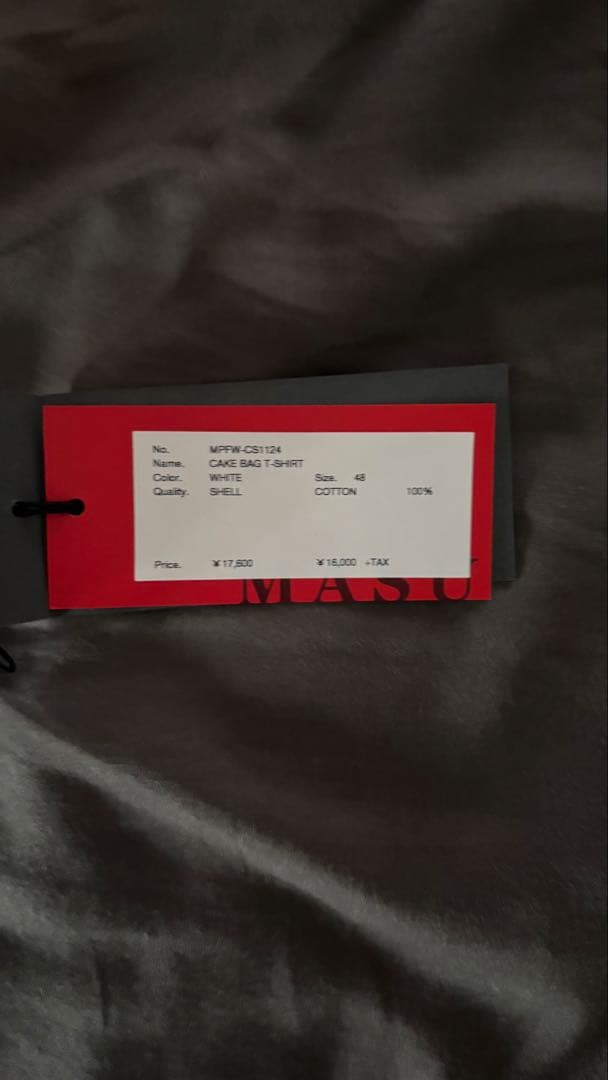 No. MPFW-CS1124
Name. CAKE BAG T-SHIRT
Color. WHITE Size. 48
Quality. SHELL COTTON 100%
Price. ¥17,600 ¥16,000 +TAX
MASU